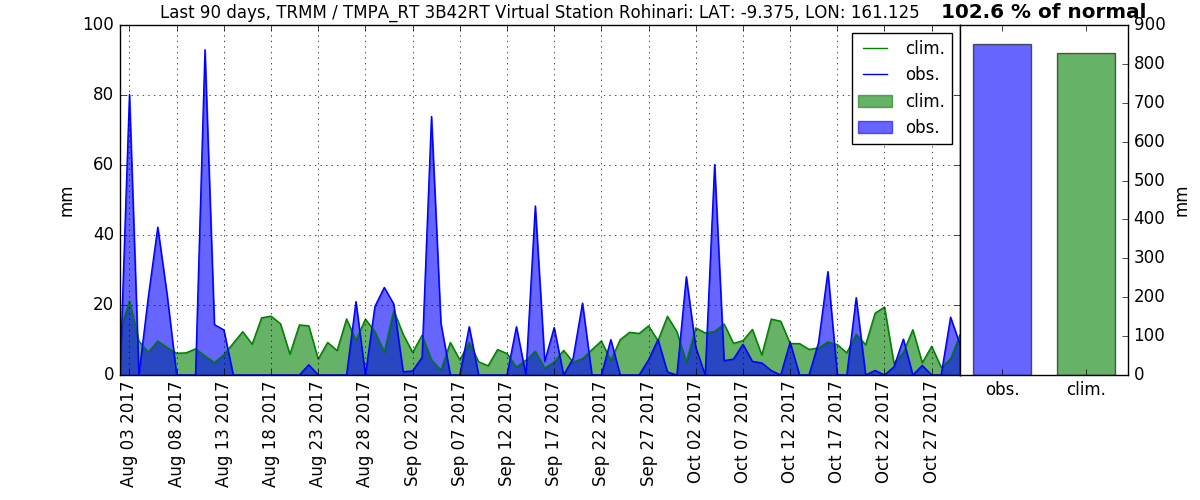 Last 90 days, TRMM / TMPA_RT 3B42RT Virtual Station Rohinari: LAT: -9.375, LON: 161.125
102.6 % of normal
100
80
60
40
20
0
mm
clim.
obs.
clim.
obs.
900
800
700
600
500
400
300
200
100
0
mm
Aug 03 2017
Aug 08 2017
Aug 13 2017
Aug 18 2017
Aug 23 2017
Aug 28 2017
Sep 02 2017
Sep 07 2017
Sep 12 2017
Sep 17 2017
Sep 22 2017
Sep 27 2017
Oct 02 2017
Oct 07 2017
Oct 12 2017
Oct 17 2017
Oct 22 2017
Oct 27 2017
obs.
clim.